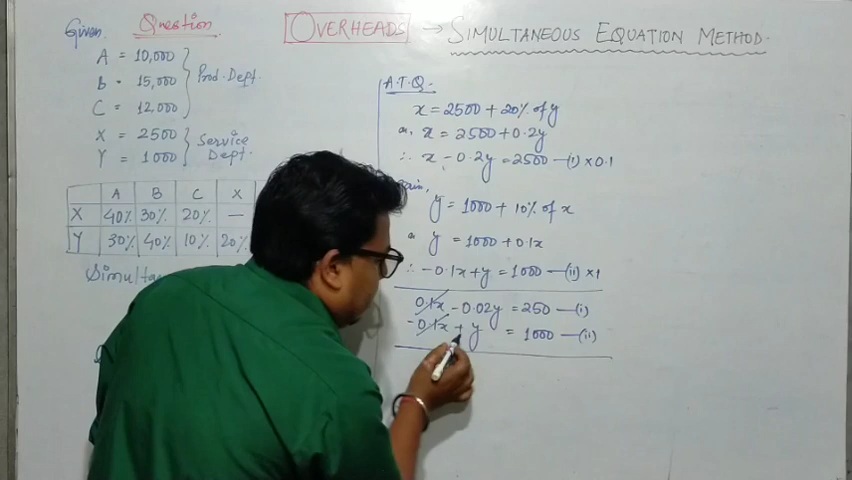 Given. Question
OVERHEADS → SIMULTANEOUS EQUATION METHOD.
A = 10,000
B = 15,000 Prod. Dept.
C = 12,000
X = 2500 Service
Y = 1000 Dept.
A B C X
X 40% 30% 20% —
Y 30% 40% 10% 20%
A.T.Q.
x = 2500 + 20% of y
x = 2500 + 0.2y
∴ x - 0.2y = 2500 —(i) × 0.1
y = 1000 + 10% of x
y = 1000 + 0.1x
∴ -0.1x + y = 1000 —(ii) × 1
0.1x - 0.02y = 250 —(i)
-0.1x + y = 1000 —(ii)